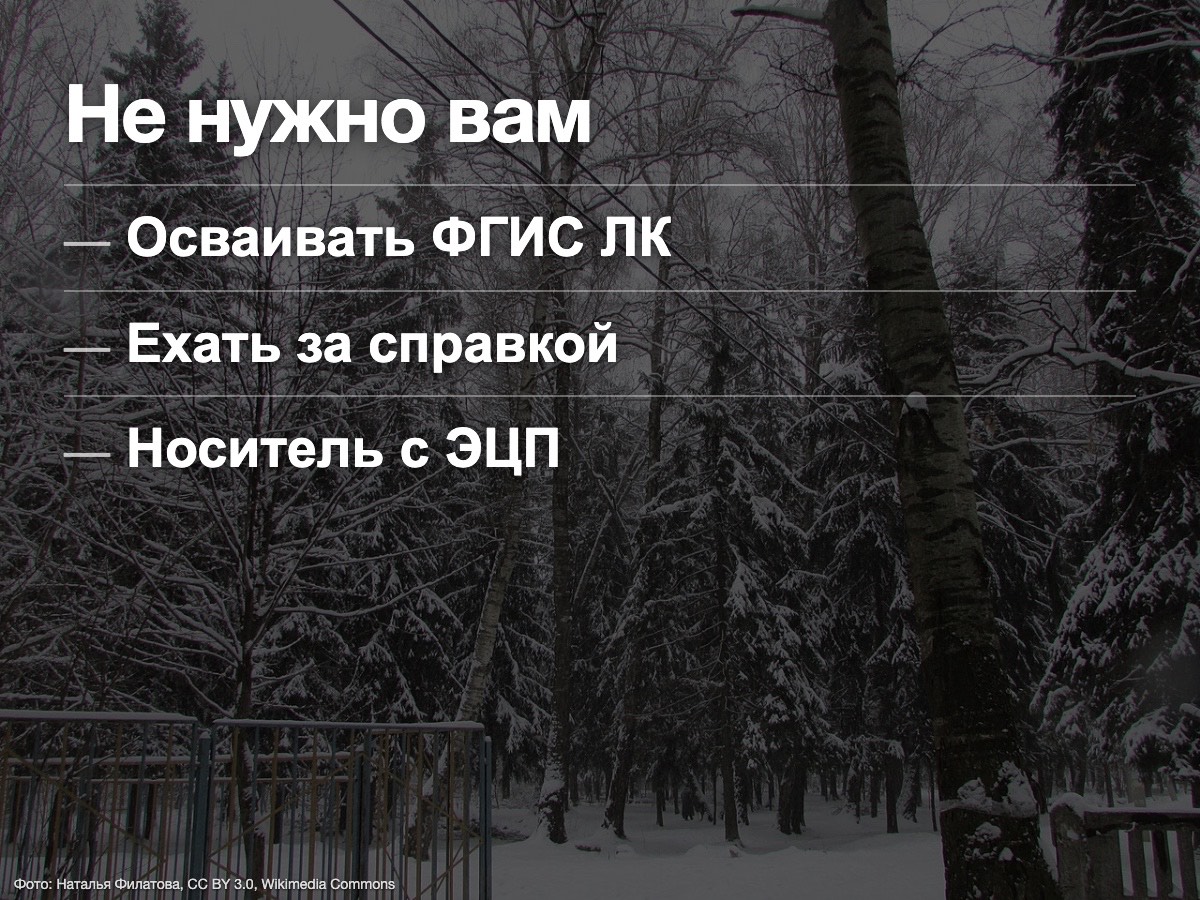 Не нужно вам
— Осваивать ФГИС ЛК
— Ехать за справкой
— Носитель с ЭЦП
Фото: Наталья Филатова, CC BY 3.0, Wikimedia Commons